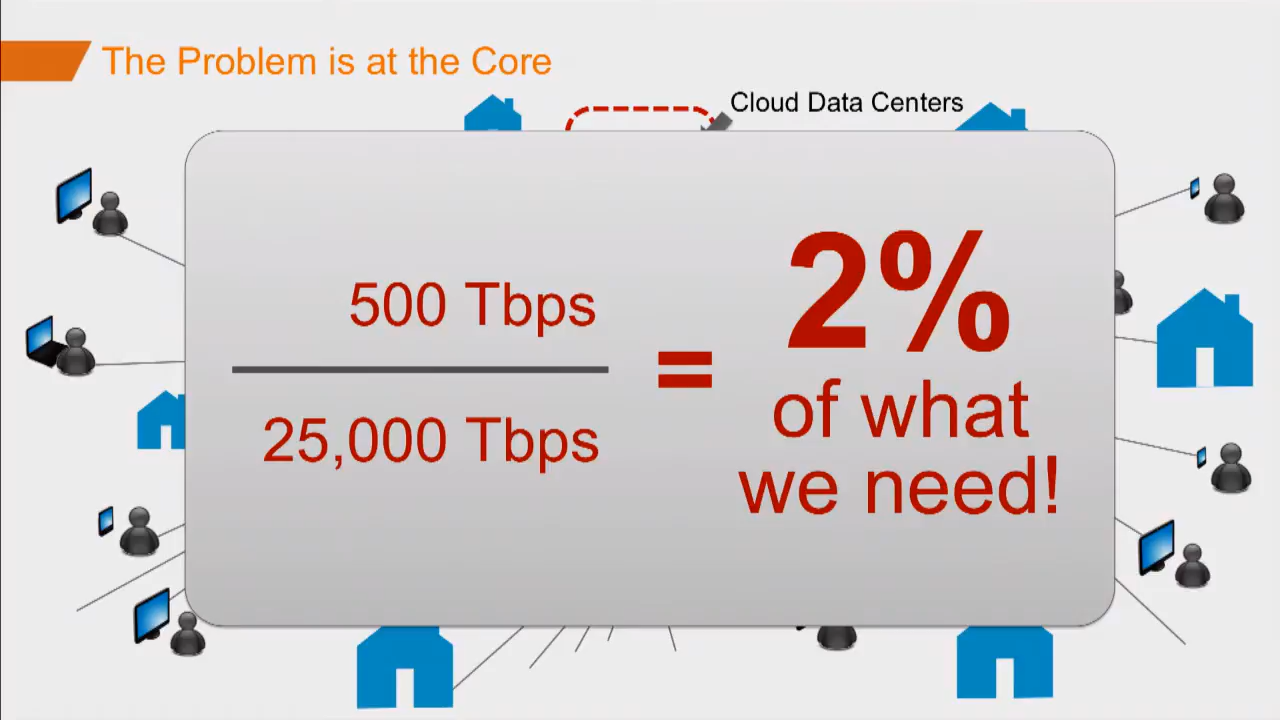 The Problem is at the Core
Cloud Data Centers
500 Tbps
25,000 Tbps
=
2%
of what
we need!